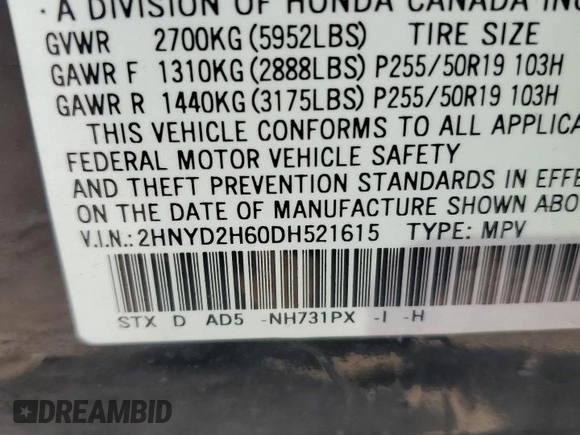 A DIVISION OF HONDA CANADA INC
GVWR 2700KG (5952LBS) TIRE SIZE
GAWR F 1310KG (2888LBS) P255/50R19 103H
GAWR R 1440KG (3175LBS) P255/50R19 103H
THIS VEHICLE CONFORMS TO ALL APPLICA
FEDERAL MOTOR VEHICLE SAFETY
AND THEFT PREVENTION STANDARDS IN EFFE
ON THE DATE OF MANUFACTURE SHOWN ABO
V.I.N.: 2HNYD2H60DH521615 TYPE: MPV
STX D AD5 -NH731PX -I -H
DREAMBID